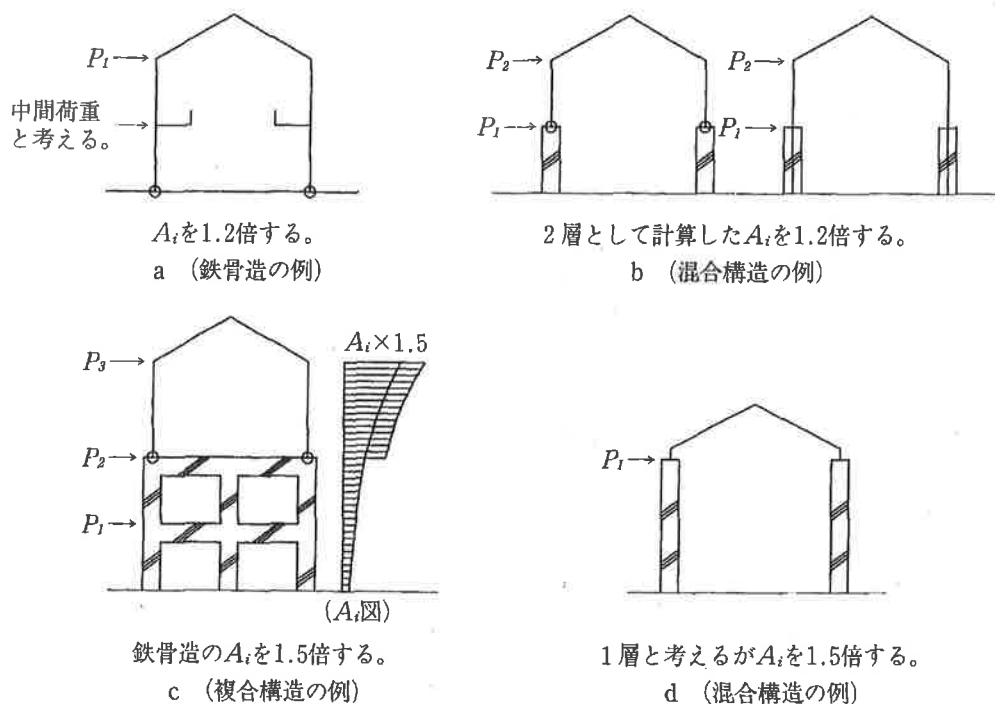 P₁→
中間荷重
と考える。
Aᵢを1.2倍する。
a (鉄骨造の例)
P₂→
P₁→
P₂→
P₁→
2層として計算したAᵢを1.2倍する。
b (混合構造の例)
P₃→
P₂→
P₁→
Aᵢ×1.5
(Aᵢ図)
鉄骨造のAᵢを1.5倍する。
c (複合構造の例)
P₁→
1層と考えるがAᵢを1.5倍する。
d (混合構造の例)